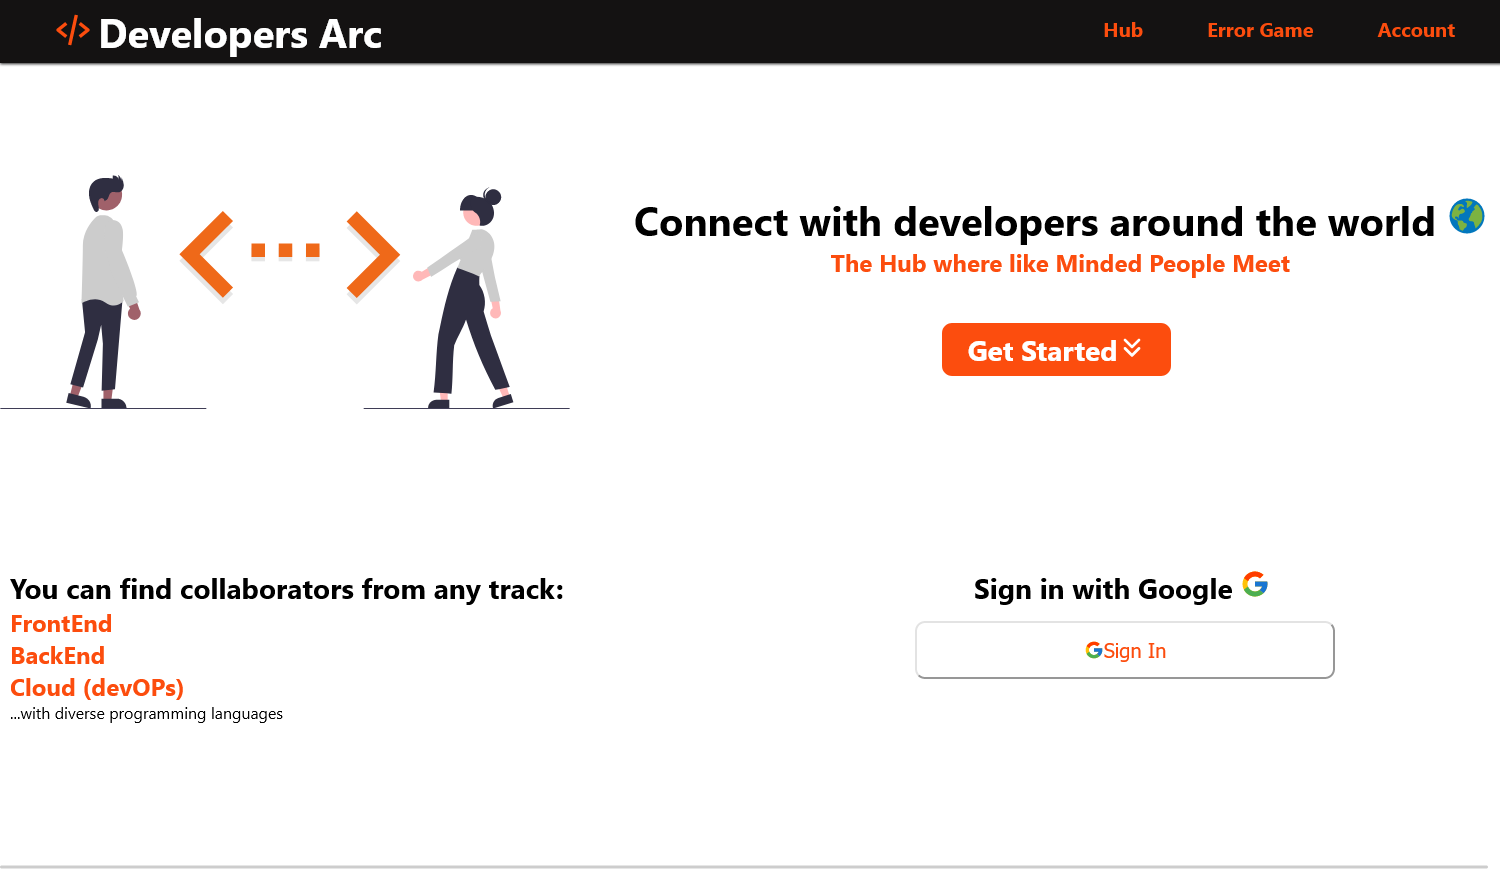 </> Developers Arc
Hub
Error Game
Account
< ... >
Connect with developers around the world
The Hub where like Minded People Meet
Get Started
You can find collaborators from any track:
FrontEnd
BackEnd
Cloud (devOPs)
...with diverse programming languages
Sign in with Google G
G Sign In